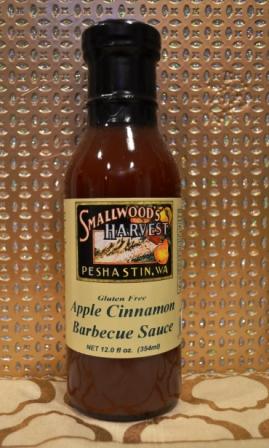 SMALLWOOD'S
HARVEST
PESHASTIN, WA
Gluten Free
Apple Cinnamon
Barbecue Sauce
NET 12.0 fl oz. (354ml)